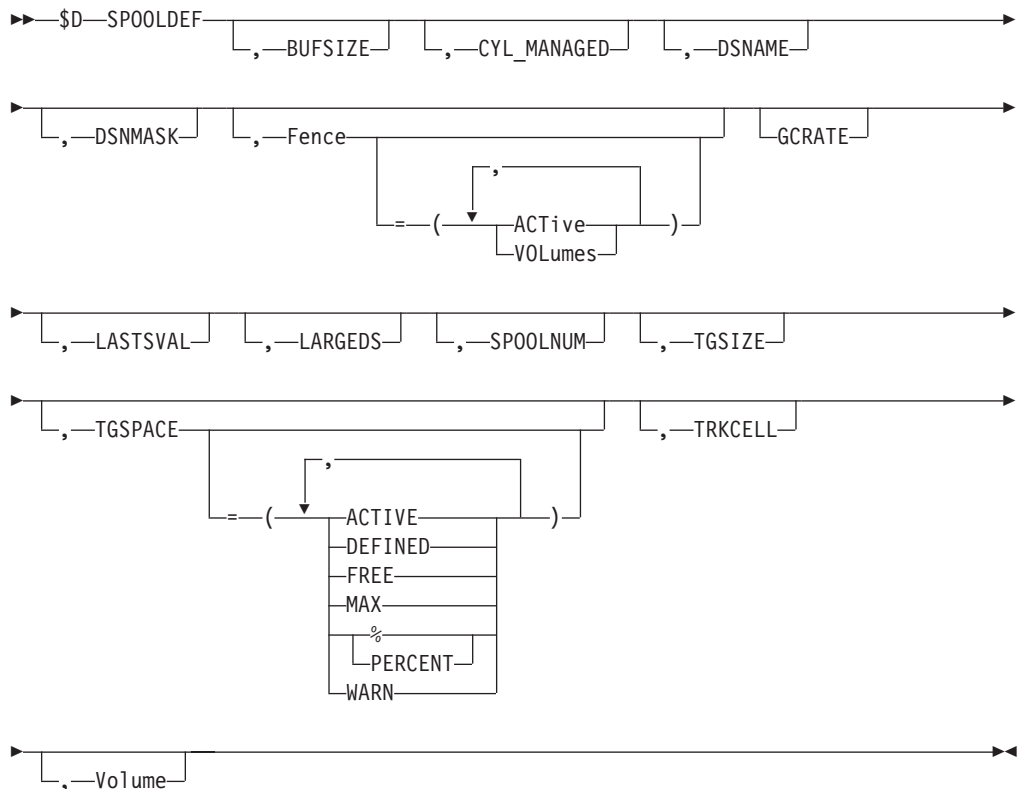 $D SPOOLDEF
, BUFSIZE , CYL_MANAGED , DSNAME
, DSNMASK , Fence GCRATE
,
= ( ACTive )
VOLumes
, LASTSVAL , LARGEDS , SPOOLNUM , TGSIZE
, TGSPACE , TRKCELL
,
= ( ACTIVE )
DEFINED
FREE
MAX
%
PERCENT
WARN
, Volume